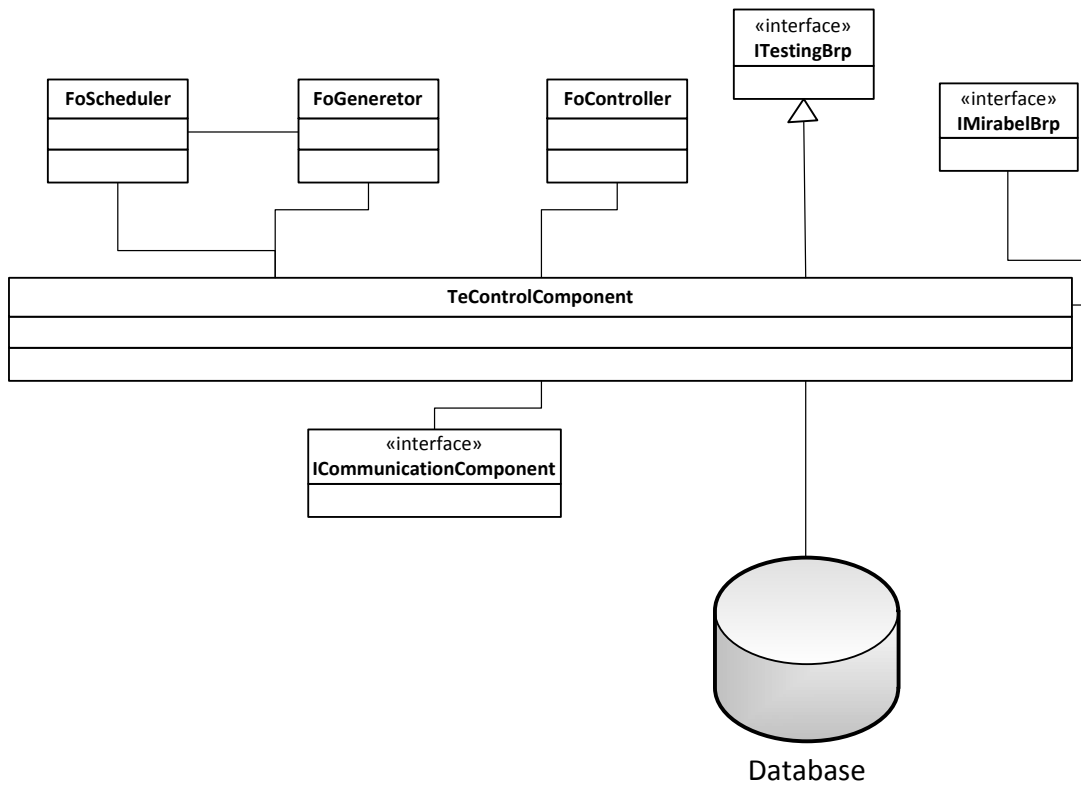 «interface»
ITestingBrp
FoScheduler
FoGeneretor
FoController
«interface»
IMirabelBrp
TeControlComponent
«interface»
ICommunicationComponent
Database